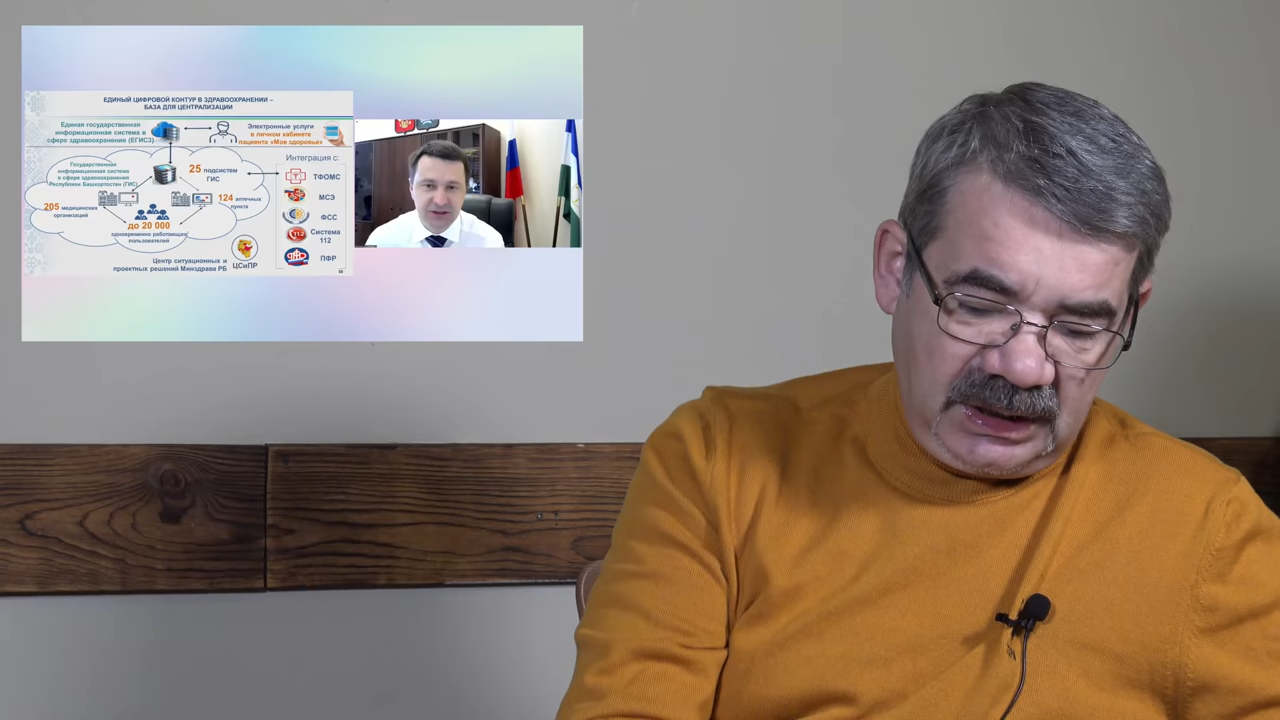 ЕДИНЫЙ ЦИФРОВОЙ КОНТУР В ЗДРАВООХРАНЕНИИ –
БАЗА ДЛЯ ЦЕНТРАЛИЗАЦИИ
Единая государственная
информационная система в
сфере здравоохранения (ЕГИСЗ)
Электронные услуги
в личном кабинете
пациента «Мое здоровье»
Государственная
информационная система
в сфере здравоохранения
Республики Башкортостан (ГИС)
25 подсистем
ГИС
205 медицинских
организаций
124 аптечных
пункта
до 20 000
одновременно работающих
пользователей
Интеграция с:
ТФОМС
МСЭ
ФСС
112
Система
112
ПФР
Центр ситуационных и
проектных решений Минздрава РБ
ЦСиПР